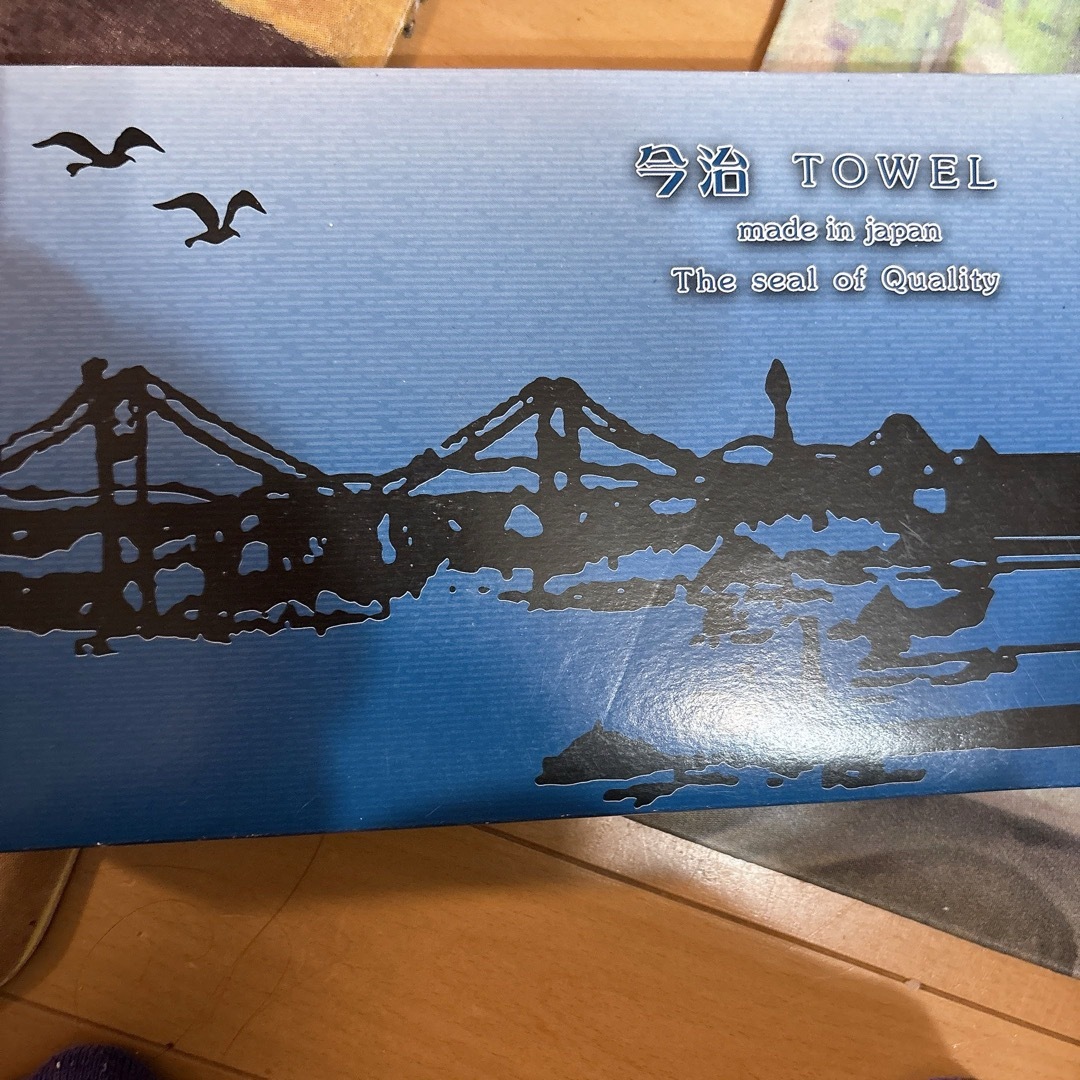 今治 TOWEL
made in japan
The seal of Quality